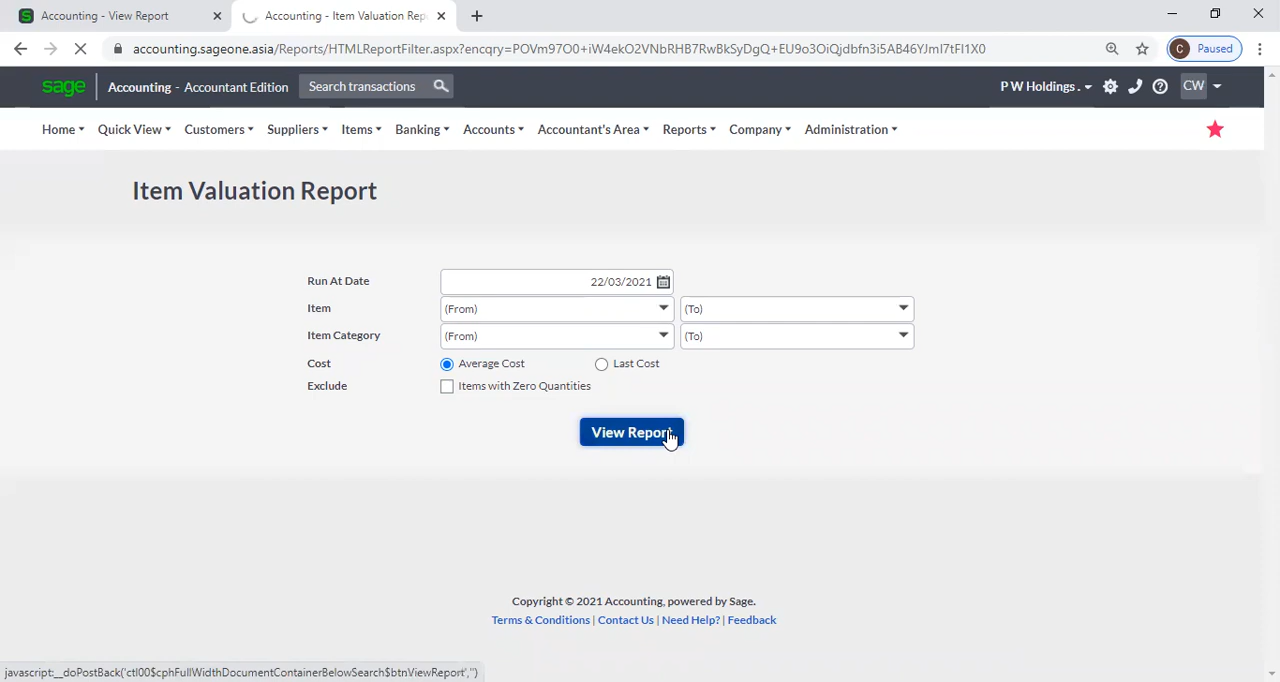 Accounting - View Report
Accounting - Item Valuation Rep
accounting.sageone.asia/Reports/HTMLReportFilter.aspx?encqry=POVm97O0+iW4ekO2VNbRHB7RwBkSyDgQ+EU9o3OiQjdbfn3i5AB46YJmI7tFI1X0
C Paused
sage Accounting - Accountant Edition Search transactions P W Holdings . CW
Home Quick View Customers Suppliers Items Banking Accounts Accountant's Area Reports Company Administration
Item Valuation Report
Run At Date 22/03/2021
Item (From) (To)
Item Category (From) (To)
Cost Average Cost Last Cost
Exclude Items with Zero Quantities
View Report
Copyright © 2021 Accounting, powered by Sage.
Terms & Conditions | Contact Us | Need Help? | Feedback
javascript:__doPostBack('ctl00$cphFullWidthDocumentContainerBelowSearch$btnViewReport','')